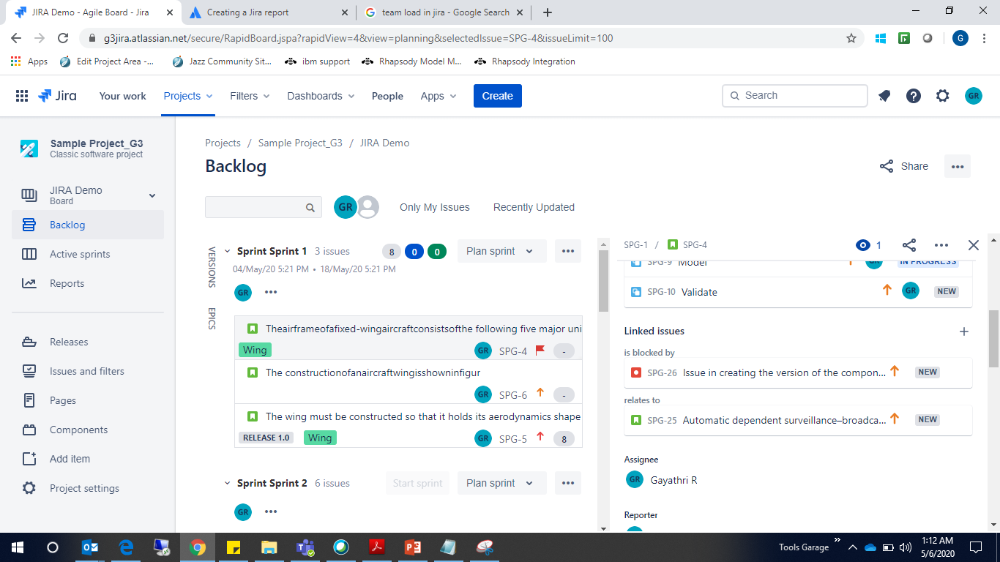 JIRA Demo - Agile Board - Jira
Creating a Jira report
team load in jira - Google Search
g3jira.atlassian.net/secure/RapidBoard.jspa?rapidView=4&view=planning&selectedIssue=SPG-4&issueLimit=100
G
Apps
Edit Project Area -...
Jazz Community Sit...
ibm support
Rhapsody Model M...
Rhapsody Integration
Jira
Your work
Projects
Filters
Dashboards
People
Apps
Create
Search
GR
Sample Project_G3
Classic software project
JIRA Demo
Board
Backlog
Active sprints
Reports
Releases
Issues and filters
Pages
Components
Add item
Project settings
Projects / Sample Project_G3 / JIRA Demo
Backlog
Share
GR
Only My Issues
Recently Updated
VERSIONS
EPICS
Sprint Sprint 1 3 issues
8 0 0
Plan sprint
04/May/20 5:21 PM • 18/May/20 5:21 PM
GR
Theairframeofafixed-wingaircraftconsistsofthe following five major uni
Wing
GR SPG-4 -
The constructionofanaircraftwingisshowninfigur
GR SPG-6 -
The wing must be constructed so that it holds its aerodynamics shape
RELEASE 1.0 Wing
GR SPG-5 8
Sprint Sprint 2 6 issues
Start sprint
Plan sprint
GR
SPG-1 / SPG-4
1
SPG-9 Model
GR
IN PROGRESS
SPG-10 Validate
GR
NEW
Linked issues
is blocked by
SPG-26 Issue in creating the version of the compon...
NEW
relates to
SPG-25 Automatic dependent surveillance–broadca...
NEW
Assignee
GR Gayathri R
Reporter
Tools Garage
1:12 AM
5/6/2020